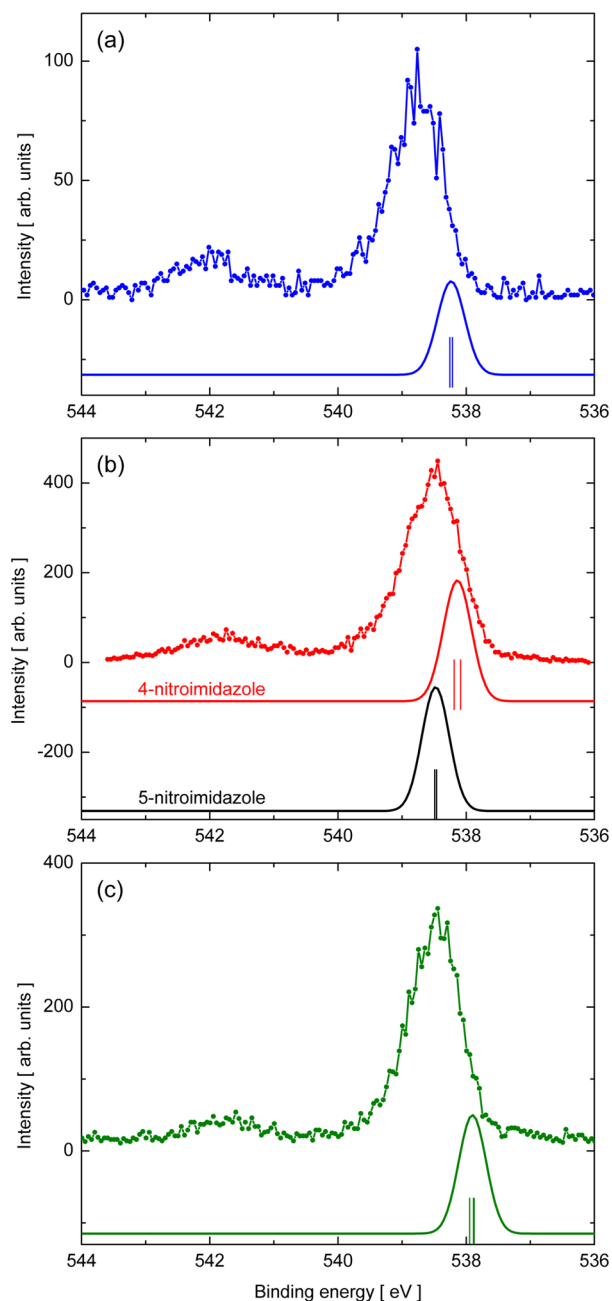 (a)
100
50
0
Intensity [ arb. units ]
544 542 540 538 536
(b)
400
200
0
-200
Intensity [ arb. units ]
4-nitroimidazole
5-nitroimidazole
544 542 540 538 536
(c)
400
200
0
Intensity [ arb. units ]
544 542 540 538 536
Binding energy [ eV ]